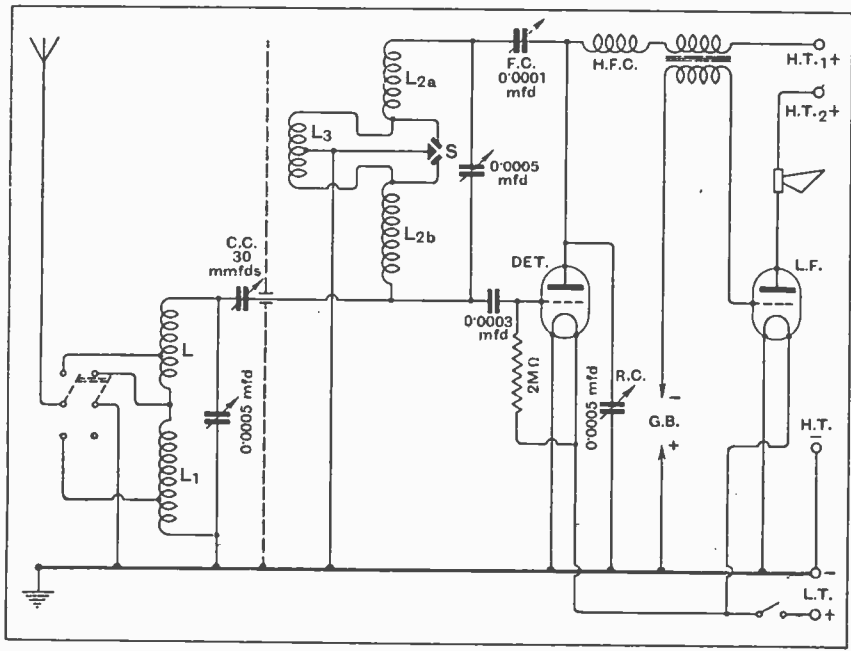 L2a
F.C.
0·0001
mfd
H.F.C.
H.T.1+
H.T.2+
L3
S
0·0005
mfd
L2b
C.C.
30
mmfds
DET.
L.F.
0·0003
mfd
L
0·0005 mfd
2MΩ
R.C.
0·0005 mfd
−
G.B.
+
H.T.
−
L1
−
L.T.
+